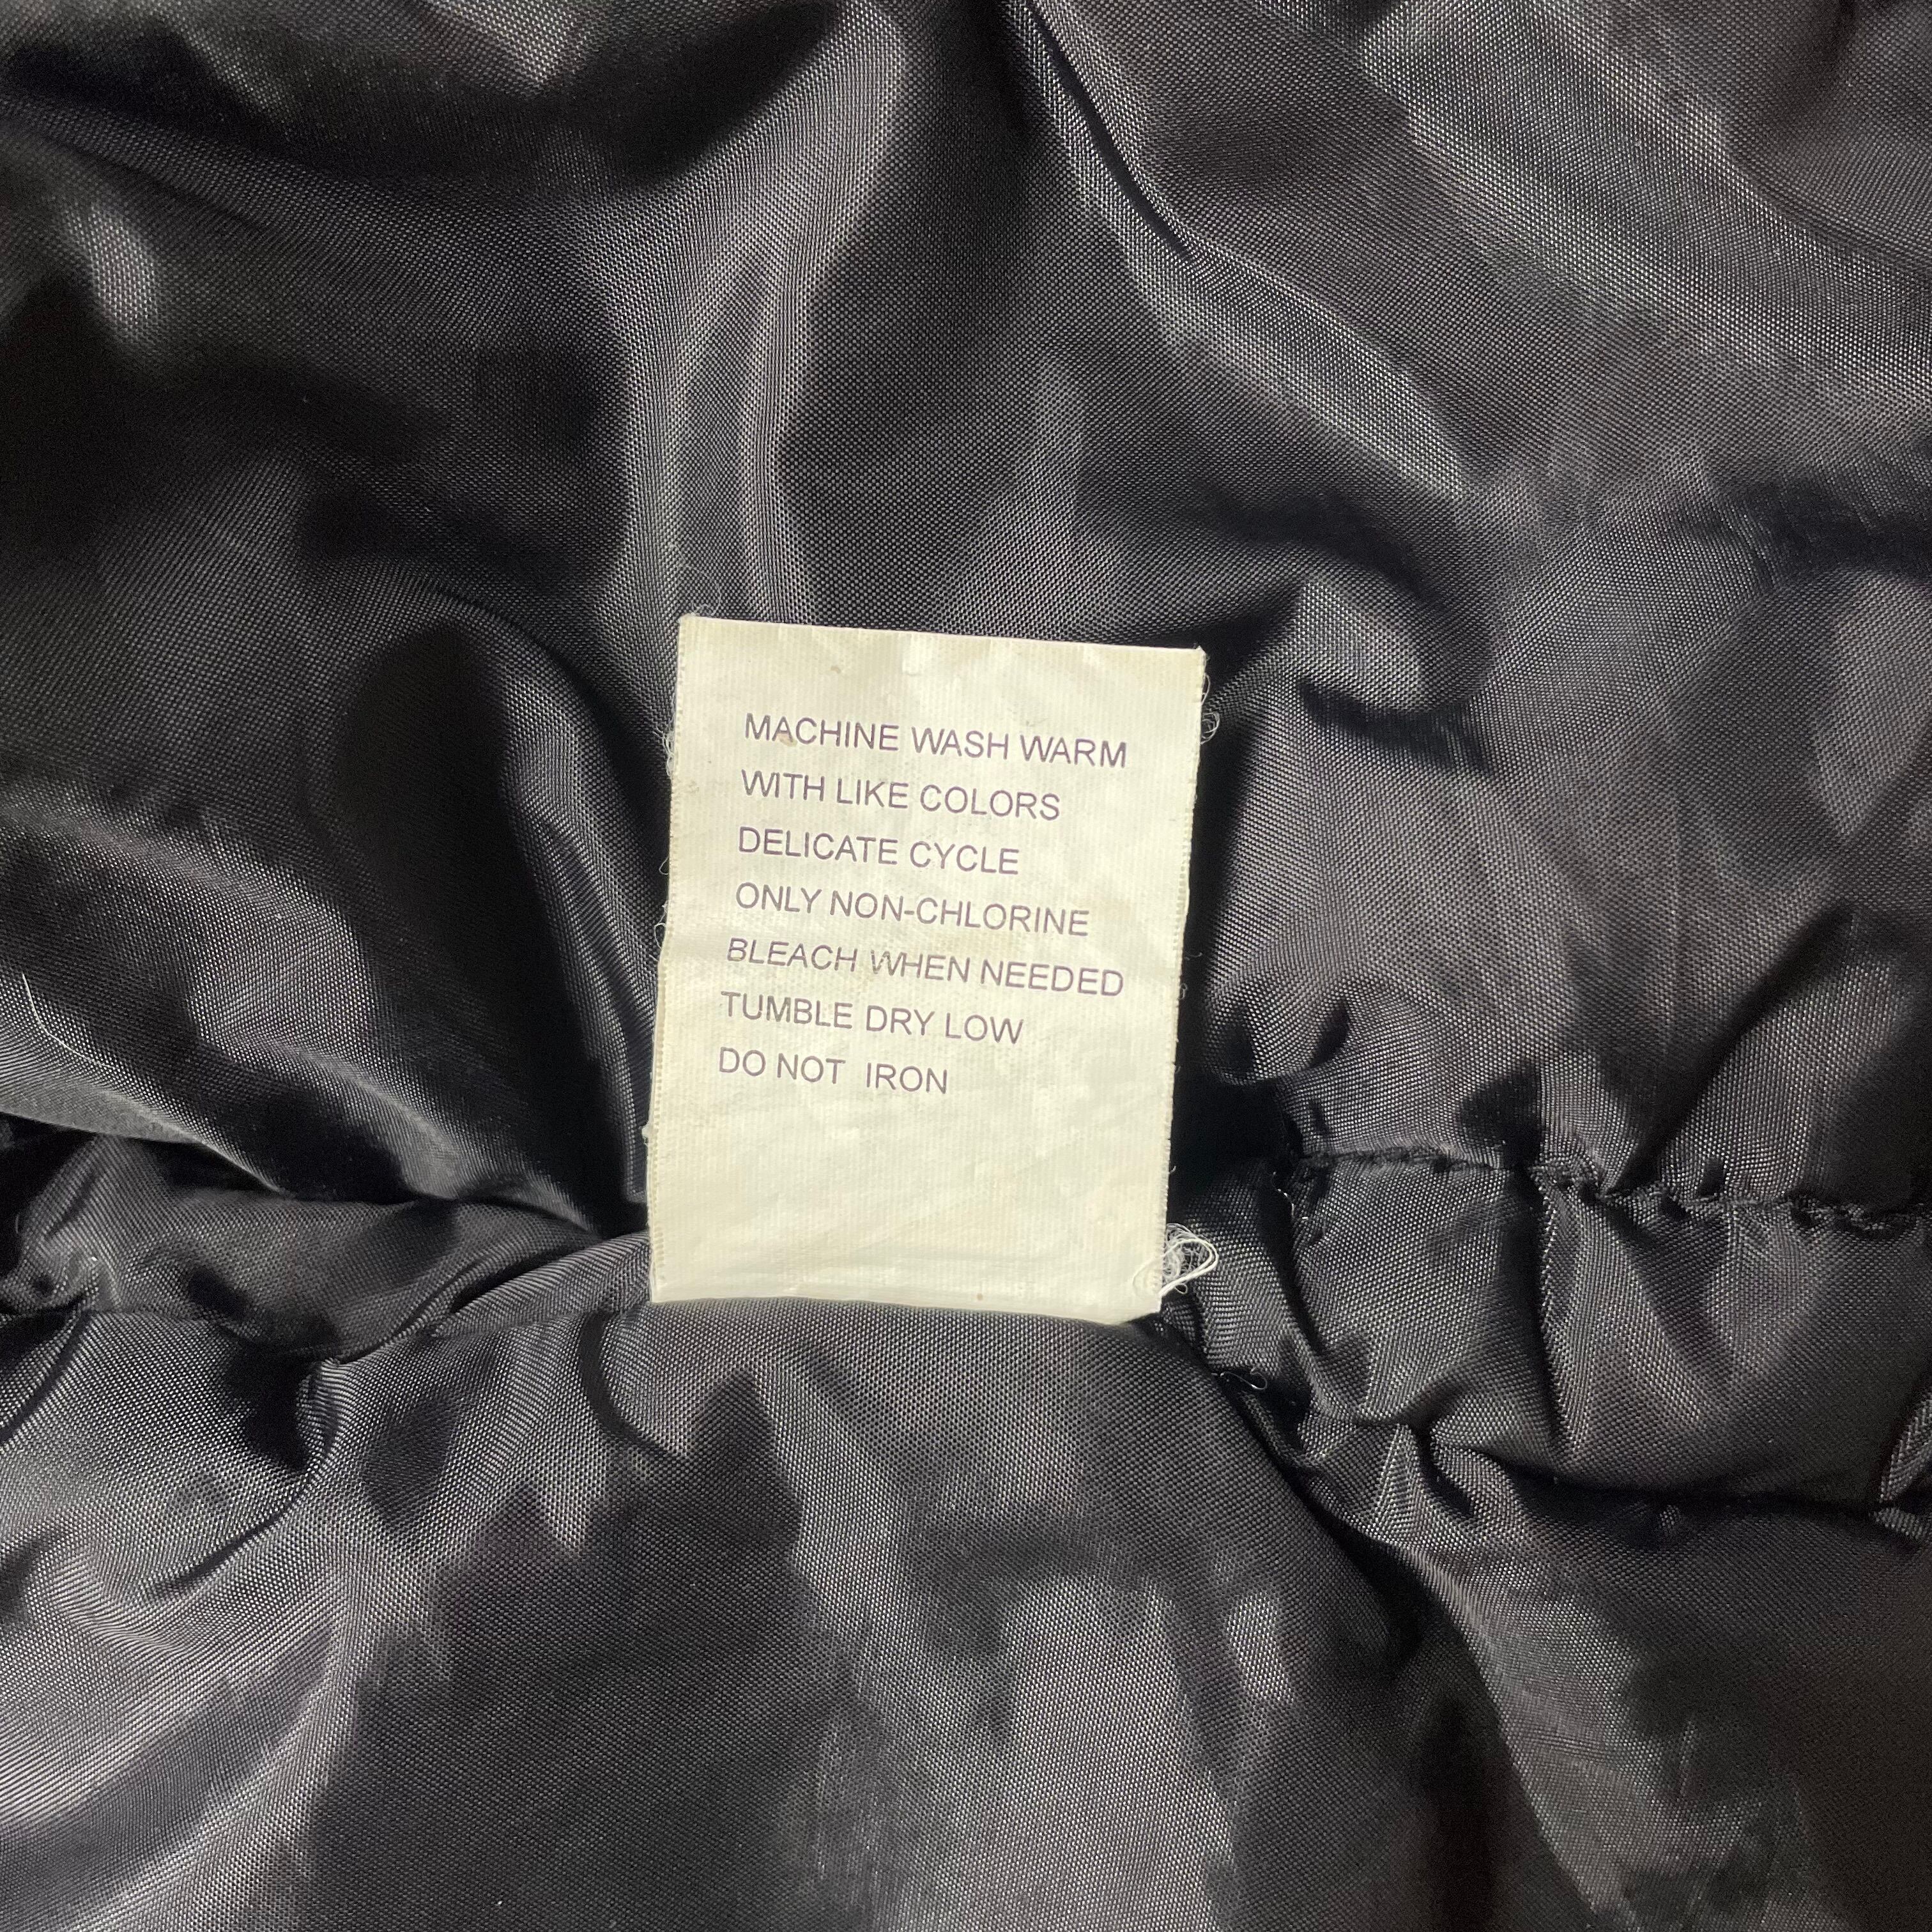 MACHINE WASH WARM
WITH LIKE COLORS
DELICATE CYCLE
ONLY NON-CHLORINE
BLEACH WHEN NEEDED
TUMBLE DRY LOW
DO NOT IRON